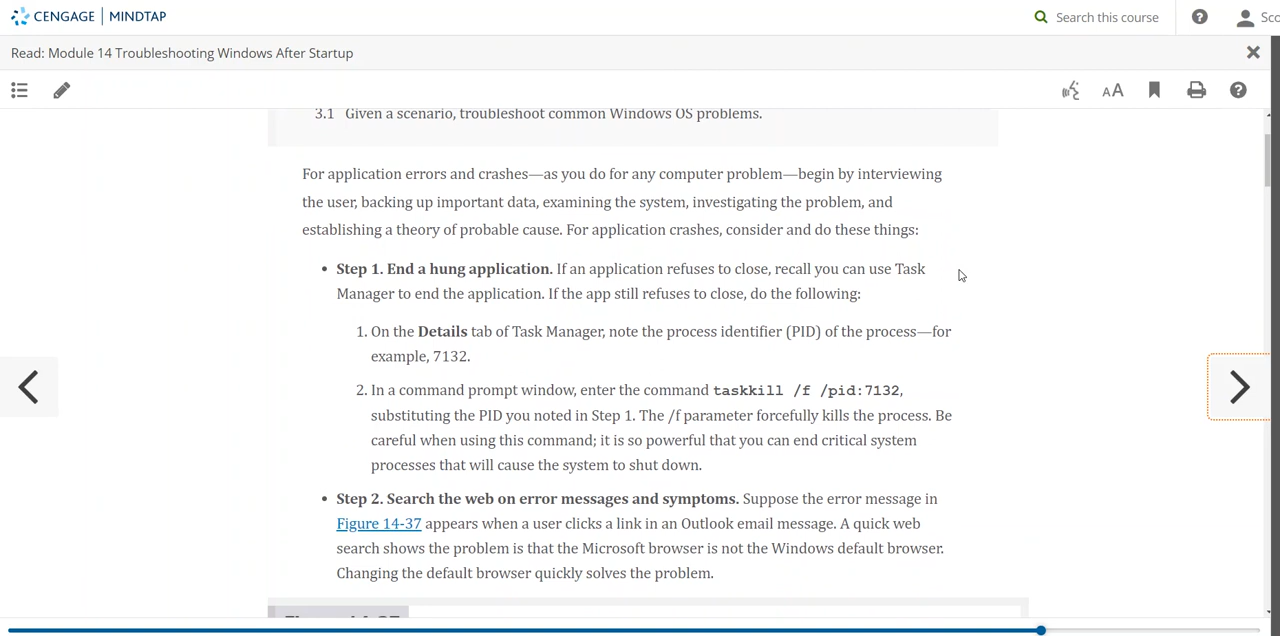 CENGAGE | MINDTAP
Search this course
Sco
Read: Module 14 Troubleshooting Windows After Startup
AA
3.1 Given a scenario, troubleshoot common Windows OS problems.
For application errors and crashes—as you do for any computer problem—begin by interviewing
the user, backing up important data, examining the system, investigating the problem, and
establishing a theory of probable cause. For application crashes, consider and do these things:
• Step 1. End a hung application. If an application refuses to close, recall you can use Task
Manager to end the application. If the app still refuses to close, do the following:
1. On the Details tab of Task Manager, note the process identifier (PID) of the process—for
example, 7132.
2. In a command prompt window, enter the command taskkill /f /pid:7132,
substituting the PID you noted in Step 1. The /f parameter forcefully kills the process. Be
careful when using this command; it is so powerful that you can end critical system
processes that will cause the system to shut down.
• Step 2. Search the web on error messages and symptoms. Suppose the error message in
Figure 14-37 appears when a user clicks a link in an Outlook email message. A quick web
search shows the problem is that the Microsoft browser is not the Windows default browser.
Changing the default browser quickly solves the problem.